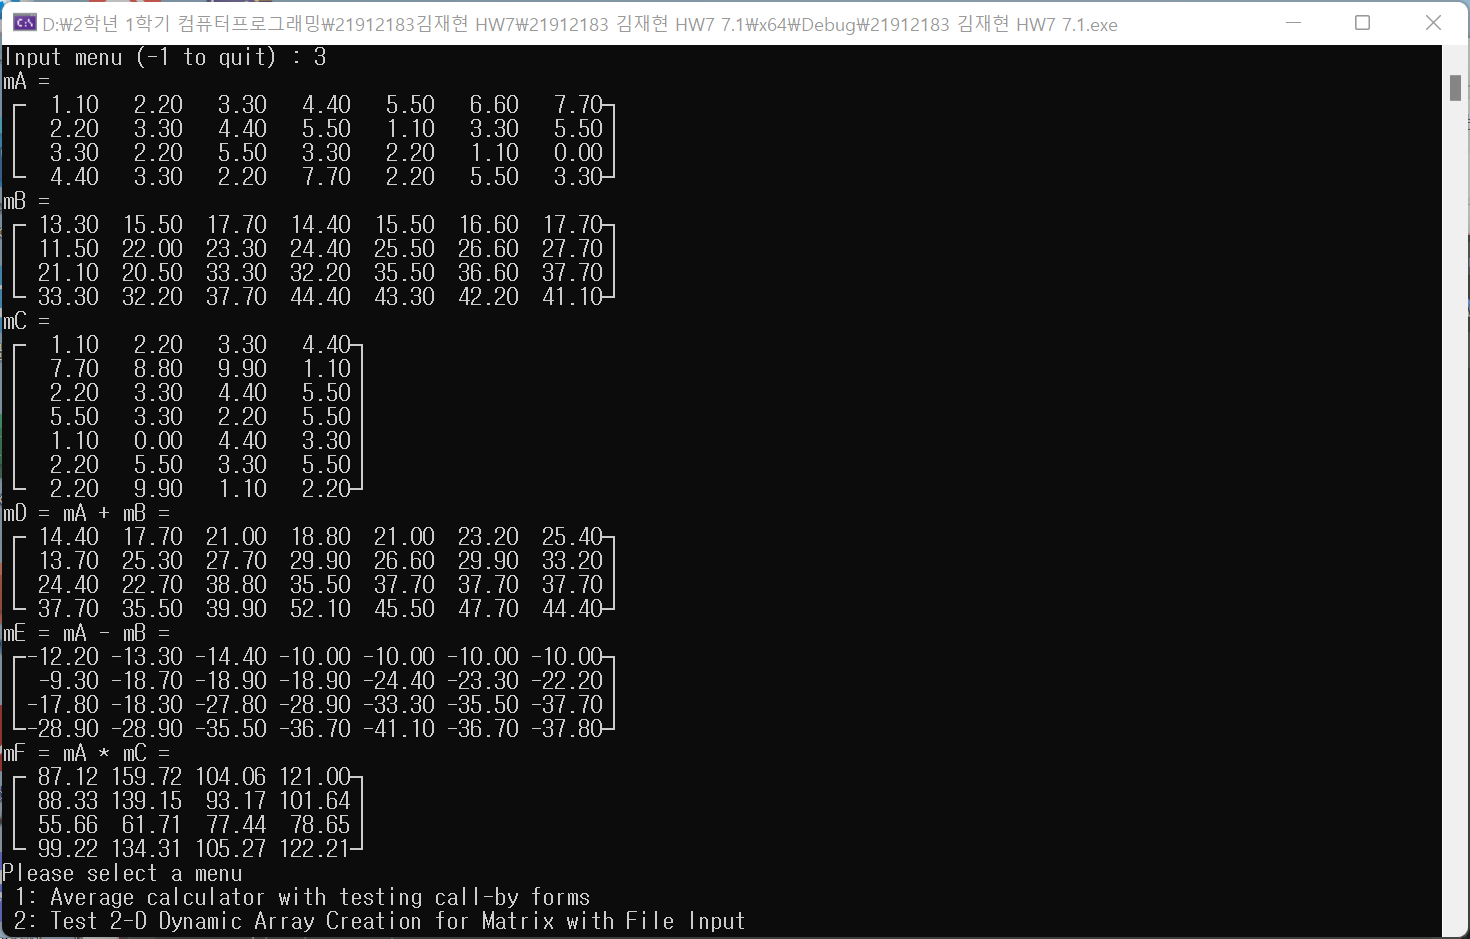 D:₩2학년 1학기 컴퓨터프로그래밍₩21912183김재현 HW7₩21912183 김재현 HW7 7.1₩x64₩Debug₩21912183 김재현 HW7 7.1.exe
Input menu (-1 to quit) : 3
mA =
1.10 2.20 3.30 4.40 5.50 6.60 7.70
2.20 3.30 4.40 5.50 1.10 3.30 5.50
3.30 2.20 5.50 3.30 2.20 1.10 0.00
4.40 3.30 2.20 7.70 2.20 5.50 3.30
mB =
13.30 15.50 17.70 14.40 15.50 16.60 17.70
11.50 22.00 23.30 24.40 25.50 26.60 27.70
21.10 20.50 33.30 32.20 35.50 36.60 37.70
33.30 32.20 37.70 44.40 43.30 42.20 41.10
mC =
1.10 2.20 3.30 4.40
7.70 8.80 9.90 1.10
2.20 3.30 4.40 5.50
5.50 3.30 2.20 5.50
1.10 0.00 4.40 3.30
2.20 5.50 3.30 5.50
2.20 9.90 1.10 2.20
mD = mA + mB =
14.40 17.70 21.00 18.80 21.00 23.20 25.40
13.70 25.30 27.70 29.90 26.60 29.90 33.20
24.40 22.70 38.80 35.50 37.70 37.70 37.70
37.70 35.50 39.90 52.10 45.50 47.70 44.40
mE = mA - mB =
-12.20 -13.30 -14.40 -10.00 -10.00 -10.00 -10.00
-9.30 -18.70 -18.90 -18.90 -24.40 -23.30 -22.20
-17.80 -18.30 -27.80 -28.90 -33.30 -35.50 -37.70
-28.90 -28.90 -35.50 -36.70 -41.10 -36.70 -37.80
mF = mA * mC =
87.12 159.72 104.06 121.00
88.33 139.15 93.17 101.64
55.66 61.71 77.44 78.65
99.22 134.31 105.27 122.21
Please select a menu
1: Average calculator with testing call-by forms
2: Test 2-D Dynamic Array Creation for Matrix with File Input